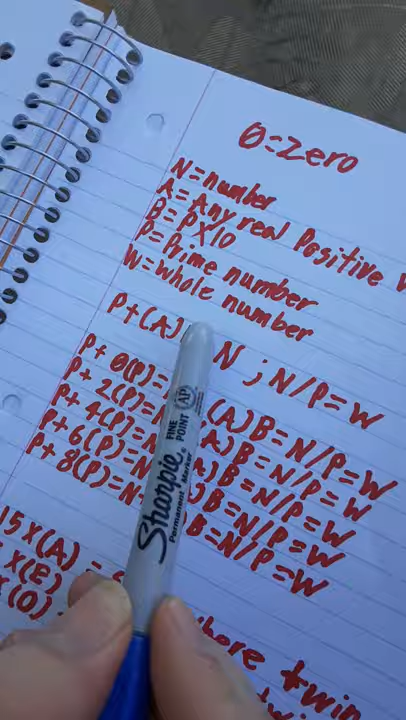 0=Zero
N=number
A=Any real Positive
B=PX10
P=Prime number
W=Whole number
P+(A) N ; N/P=W
P+0(P)= (A)B=N/P=W
P+2(P)= A)B=N/P=W
P+4(P)=N A)B=N/P=W
P+6(P)=N )B=N/P=W
P+8(P)=N B=N/P=W
15x(A) =
x(E)
x(O) where twin
Sharpie
FINE POINT
Permanent Marker
AP